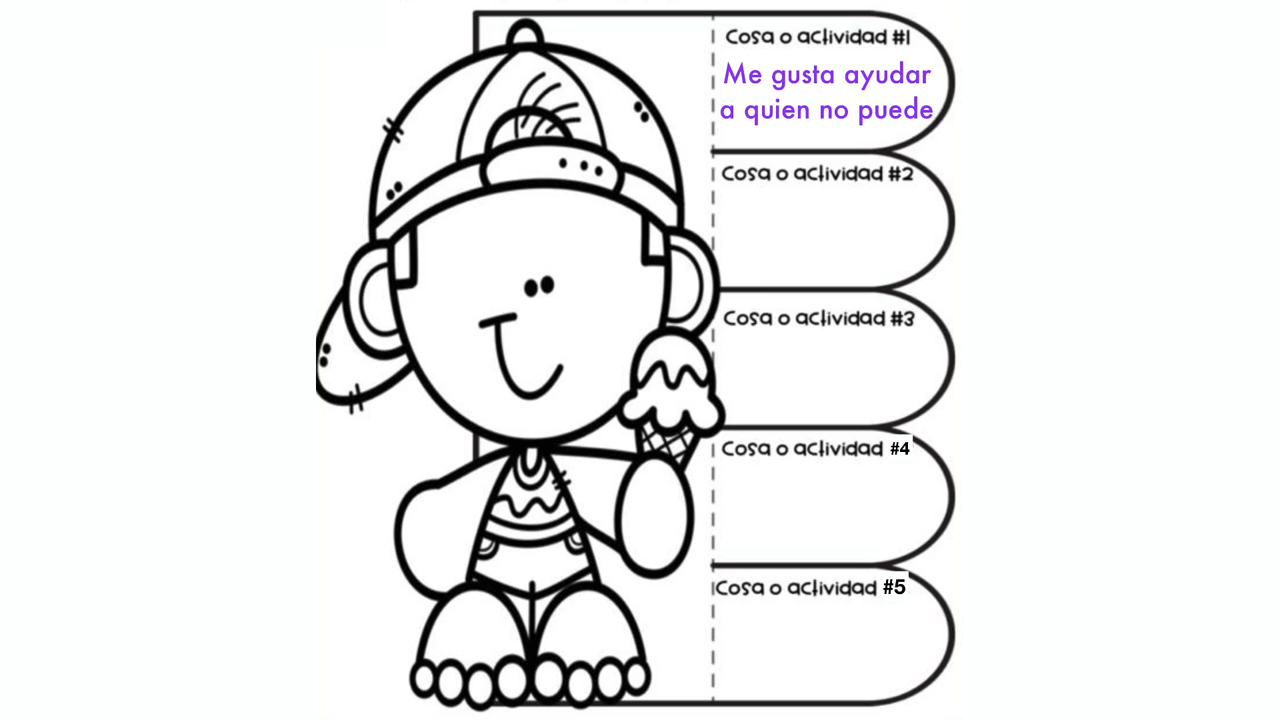 Cosa o actividad #1
Me gusta ayudar
a quien no puede
Cosa o actividad #2
Cosa o actividad #3
Cosa o actividad #4
Cosa o actividad #5